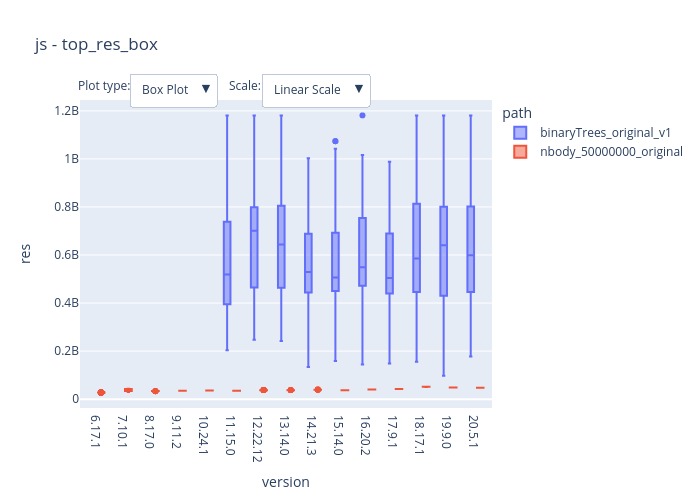 js - top_res_box
Plot type: Box Plot ▼ Scale: Linear Scale ▼
path
binaryTrees_original_v1
nbody_50000000_original
1.2B
1B
0.8B
0.6B
0.4B
0.2B
0
res
6.17.1
7.10.1
8.17.0
9.11.2
10.24.1
11.15.0
12.22.12
13.14.0
14.21.3
15.14.0
16.20.2
17.9.1
18.17.1
19.9.0
20.5.1
version